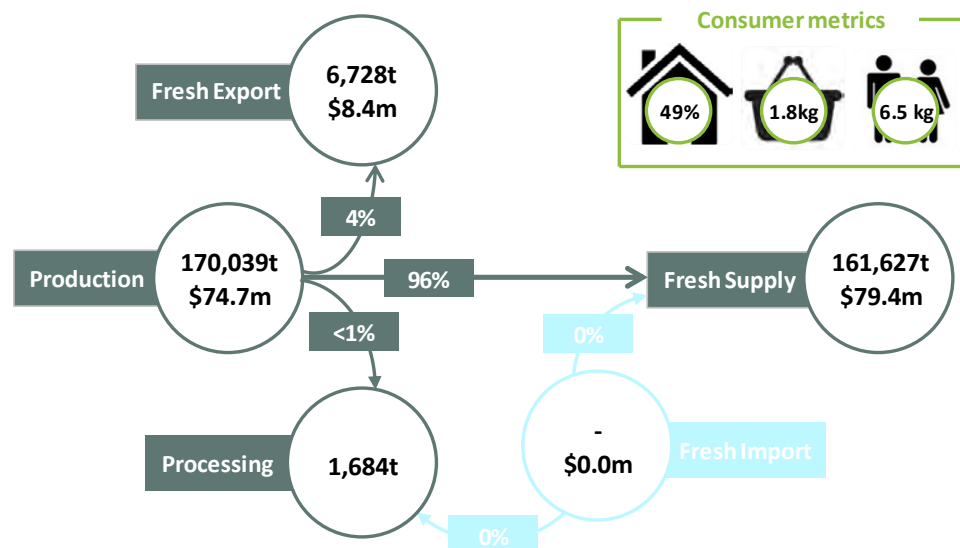 Consumer metrics
49%
1.8kg
6.5 kg
Fresh Export
6,728t
$8.4m
4%
Production
170,039t
$74.7m
96%
Fresh Supply
161,627t
$79.4m
<1%
0%
Processing
1,684t
-
$0.0m
Fresh Import
0%